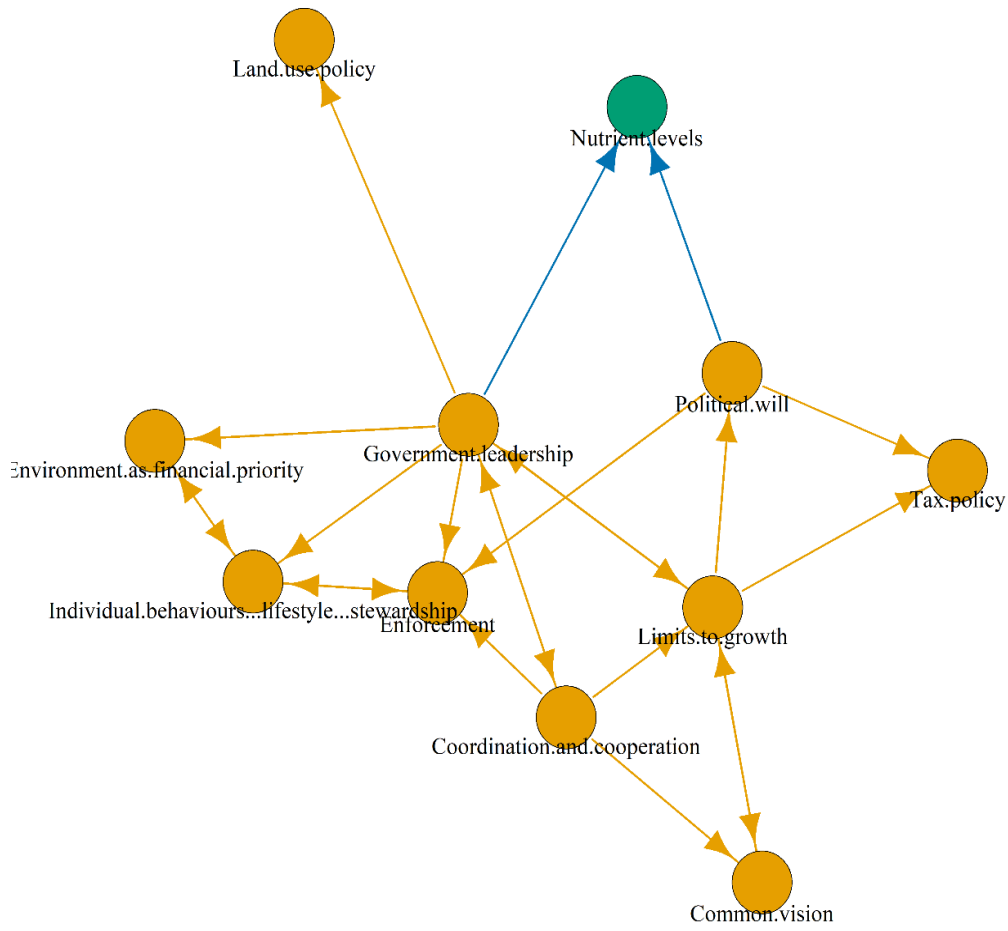 Land.use.policy
Nutrient.levels
Political.will
Government.leadership
Environment.as.financial.priority
Tax.policy
Individual.behaviours...lifestyle...stewardship
Enforcement
Limits.to.growth
Coordination.and.cooperation
Common.vision